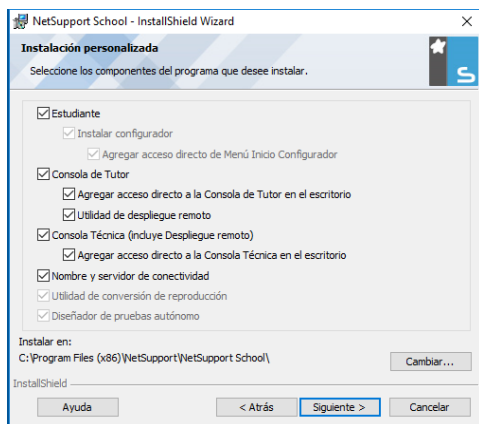 NetSupport School - InstallShield Wizard
Instalación personalizada
Seleccione los componentes del programa que desee instalar.
S
Estudiante
Instalar configurador
Agregar acceso directo de Menú Inicio Configurador
Consola de Tutor
Agregar acceso directo a la Consola de Tutor en el escritorio
Utilidad de despliegue remoto
Consola Técnica (incluye Despliegue remoto)
Agregar acceso directo a la Consola Técnica en el escritorio
Nombre y servidor de conectividad
Utilidad de conversión de reproducción
Diseñador de pruebas autónomo
Instalar en:
C:\Program Files (x86)\NetSupport\NetSupport School\
Cambiar...
InstallShield
Ayuda
< Atrás
Siguiente >
Cancelar